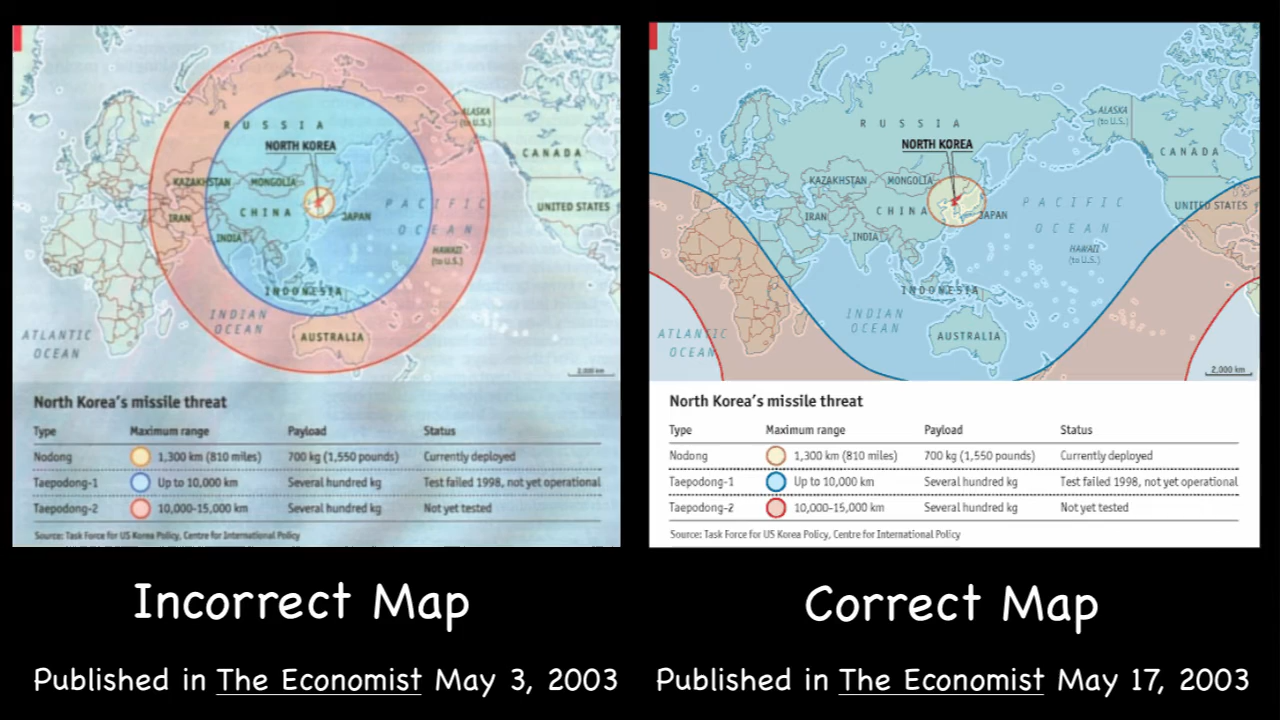 ALASKA
(to U.S.)
RUSSIA
CANADA
NORTH KOREA
KAZAKHSTAN
MONGOLIA
UNITED STATES
PACIFIC
OCEAN
IRAN
CHINA
JAPAN
INDIA
HAWAII
(to U.S.)
INDONESIA
INDIAN
OCEAN
AUSTRALIA
ATLANTIC
OCEAN
2,000 km
North Korea's missile threat
Type Maximum range Payload Status
Nodong 1,300 km (810 miles) 700 kg (1,550 pounds) Currently deployed
Taepodong-1 Up to 10,000 km Several hundred kg Test failed 1998, not yet operational
Taepodong-2 10,000-15,000 km Several hundred kg Not yet tested
Source: Task Force for US Korea Policy, Centre for International Policy
Incorrect Map
Published in The Economist May 3, 2003
ALASKA
(to U.S.)
RUSSIA
CANADA
NORTH KOREA
KAZAKHSTAN
MONGOLIA
UNITED STATES
PACIFIC
OCEAN
IRAN
CHINA
JAPAN
INDIA
HAWAII
(to U.S.)
INDONESIA
INDIAN
OCEAN
AUSTRALIA
ATLANTIC
OCEAN
2,000 km
North Korea's missile threat
Type Maximum range Payload Status
Nodong 1,300 km (810 miles) 700 kg (1,550 pounds) Currently deployed
Taepodong-1 Up to 10,000 km Several hundred kg Test failed 1998, not yet operational
Taepodong-2 10,000-15,000 km Several hundred kg Not yet tested
Source: Task Force for US Korea Policy, Centre for International Policy
Correct Map
Published in The Economist May 17, 2003